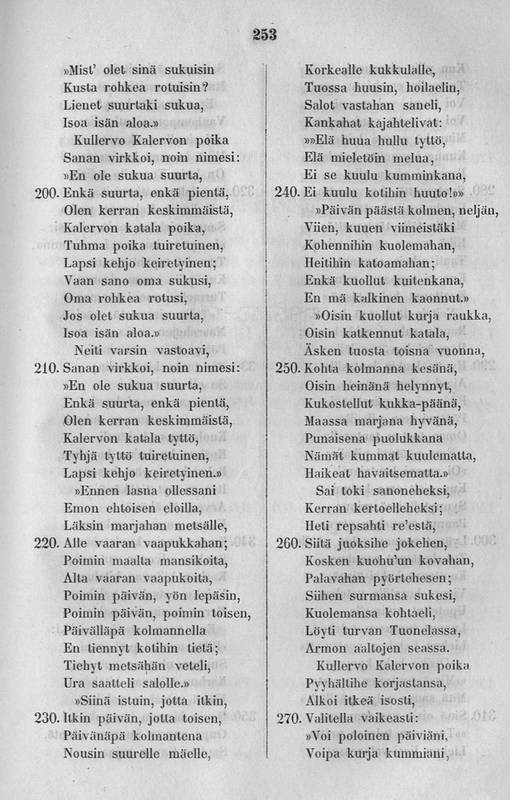 253
»Mist' olet sinä sukuisin
Kusta rohkea rotuisin?
Lienet suurtaki sukua,
Isoa isän aloa.»
Kullervo Kalervon poika
Sanan virkkoi, noin nimesi:
»En ole sukua suurta,
200. Enkä suurta, enkä pientä,
Olen kerran keskimmäistä,
Kalervon katala poika,
Tuhma poika tuiretuinen,
Lapsi kehjo keiretyinen;
Vaan sano oma sukusi,
Oma rohkea rotusi,
Jos olet sukua suurta,
Isoa isän aloa.»
Neiti varsin vastoavi,
210. Sanan virkkoi, noin nimesi:
»En ole sukua suurta,
Enkä suurta, enkä pientä,
Olen kerran keskimmäistä,
Kalervon katala tyttö,
Tyhjä tyttö tuiretuinen,
Lapsi kehjo keiretyinen.»
»Ennen lasna ollessani
Emon ehtoisen eloilla,
Läksin marjahan metsälle,
220. Alle vaaran vaapukkahan;
Poimin maalta mansikoita,
Alta vaaran vaapukoita,
Poimin päivän, yön lepäsin,
Poimin päivän, poimin toisen,
Päivälläpä kolmannella
En tiennyt kotihin tietä;
Tiehyt metsähän veteli,
Ura saatteli salolle.»
»Siinä istuin, jotta itkin,
230. Itkin päivän, jotta toisen,
Päivänäpä kolmantena
Nousin suurelle mäelle,
Korkealle kukkulalle,
Tuossa huusin, hoilaelin,
Salot vastahan saneli,
Kankahat kajahtelivat:
»»Elä huua hullu tyttö,
Elä mieletöin melua,
Ei se kuulu kumminkana,
240. Ei kuulu kotihin huuto!»»
»Päivän päästä kolmen, neljän,
Viien, kuuen viimeistäki
Kohennihin kuolemahan,
Heitihin katoamahan;
Enkä kuollut kuitenkana,
En mä kalkinen kaonnut.»
»Oisin kuollut kurja raukka,
Oisin katkennut katala,
Äsken tuosta toisna vuonna,
250. Kohta kolmanna kesänä,
Oisin heinänä helynnyt,
Kukostellut kukka-päänä,
Maassa marjana hyvänä,
Punaisena puolukkana
Nämät kummat kuulematta,
Haikeat havaitsematta.»
Sai toki sanoneheksi,
Kerran kertoelleheksi;
Heti repsahti re'estä,
260. Siitä juoksihe jokehen,
Kosken kuohu'un kovahan,
Palavahan pyörtehesen;
Siihen surmansa sukesi,
Kuolemansa kohtaeli,
Löyti turvan Tuonelassa,
Armon aaltojen seassa.
Kullervo Kalervon poika
Pyyhältihe korjastansa,
Alkoi itkeä isosti,
270. Valitella vaikeasti:
»Voi poloinen päiviäni,
Voipa kurja kummiani,